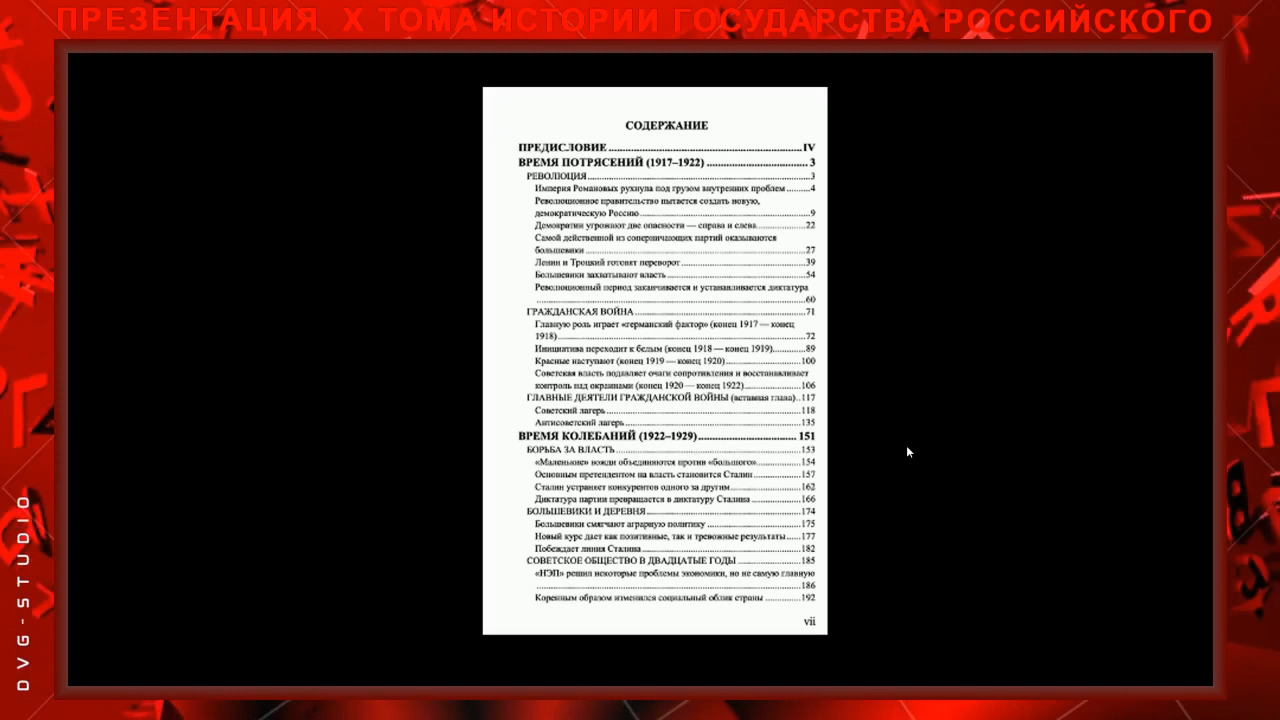 ПРЕЗЕНТАЦИЯ X ТОМА ИСТОРИИ ГОСУДАРСТВА РОССИЙСКОГО
СОДЕРЖАНИЕ
ПРЕДИСЛОВИЕ ........ IV
ВРЕМЯ ПОТРЯСЕНИЙ (1917–1922) ........ 3
РЕВОЛЮЦИЯ ........ 3
Империя Романовых рухнула под грузом внутренних проблем ........ 4
Революционное правительство пытается создать новую,
демократическую Россию ........ 9
Демократии угрожают две опасности — справа и слева ........ 22
Самой действенной из соперничающих партий оказываются
большевики ........ 27
Ленин и Троцкий готовят переворот ........ 39
Большевики захватывают власть ........ 54
Революционный период заканчивается и устанавливается диктатура
........ 60
ГРАЖДАНСКАЯ ВОЙНА ........ 71
Главную роль играет «германский фактор» (конец 1917 — конец
1918) ........ 72
Инициатива переходит к белым (конец 1918 — конец 1919) ........ 89
Красные наступают (конец 1919 — конец 1920) ........ 100
Советская власть подавляет очаги сопротивления и восстанавливает
контроль над окраинами (конец 1920 — конец 1922) ........ 106
ГЛАВНЫЕ ДЕЯТЕЛИ ГРАЖДАНСКОЙ ВОЙНЫ (вставная глава) .. 117
Советский лагерь ........ 118
Антисоветский лагерь ........ 135
ВРЕМЯ КОЛЕБАНИЙ (1922–1929) ........ 151
БОРЬБА ЗА ВЛАСТЬ ........ 153
«Маленькие» вожди объединяются против «большого» ........ 154
Основным претендентом на власть становится Сталин ........ 157
Сталин устраняет конкурентов одного за другим ........ 162
Диктатура партии превращается в диктатуру Сталина ........ 166
БОЛЬШЕВИКИ И ДЕРЕВНЯ ........ 174
Большевики смягчают аграрную политику ........ 175
Новый курс дает как позитивные, так и тревожные результаты ........ 177
Побеждает линия Сталина ........ 182
СОВЕТСКОЕ ОБЩЕСТВО В ДВАДЦАТЫЕ ГОДЫ ........ 185
«НЭП» решил некоторые проблемы экономики, но не самую главную
........ 186
Коренным образом изменился социальный облик страны ........ 192
vii
DVG-STUDIO